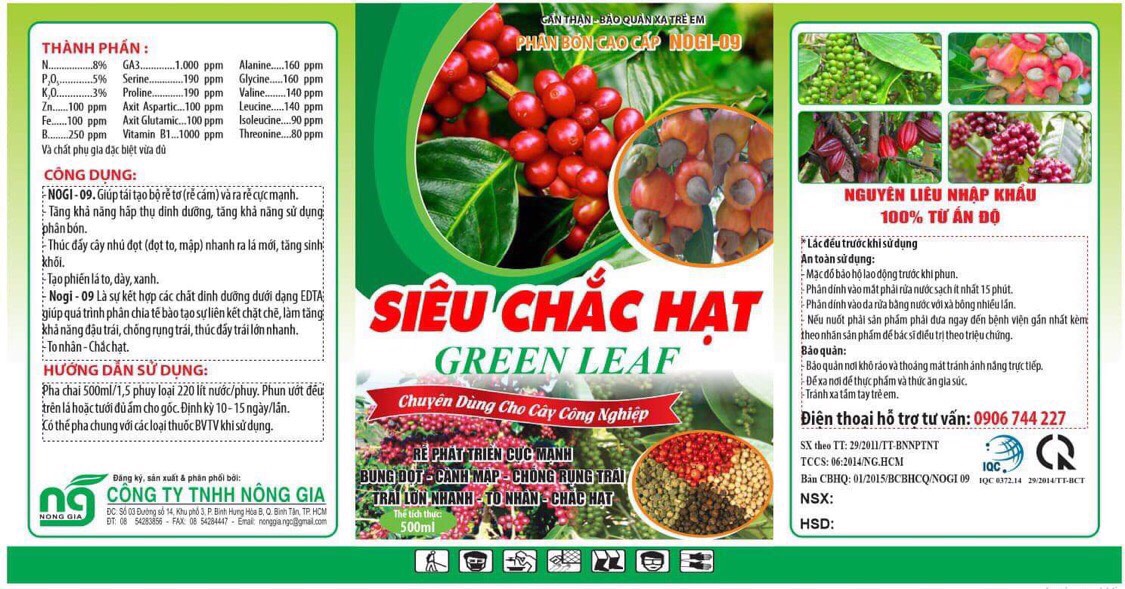 THÀNH PHẦN :
N..................8%
P₂O₅.............5%
K₂O..............3%
Zn.....100 ppm
Fe.....100 ppm
B.......250 ppm
GA3............1.000 ppm
Serine.............190 ppm
Proline............190 ppm
Axit Aspartic...100 ppm
Axit Glutamic...100 ppm
Vitamin B1...1000 ppm
Alanine.....160 ppm
Glycine.....160 ppm
Valine........140 ppm
Leucine.....140 ppm
Isoleucine....90 ppm
Threonine....80 ppm
Và chất phụ gia đặc biệt vừa đủ
CÔNG DỤNG:
- NOGI - 09. Giúp tái tạo bộ rễ tơ (rễ cám) và ra rễ cực mạnh.
- Tăng khả năng hấp thụ dinh dưỡng, tăng khả năng sử dụng
phân bón.
- Thúc đẩy cây nhú đọt (đọt to, mập) nhanh ra lá mới, tăng sinh
khối.
- Tạo phiến lá to, dày, xanh.
- Nogi - 09 Là sự kết hợp các chất dinh dưỡng dưới dạng EDTA
giúp quá trình phân chia tế bào tạo sự liên kết chặt chẽ, làm tăng
khả năng đậu trái, chống rụng trái, thúc đẩy trái lớn nhanh.
- To nhân - Chắc hạt.
HƯỚNG DẪN SỬ DỤNG:
Pha chai 500ml/1,5 phuy loại 220 lít nước/phuy. Phun ướt đều
trên lá hoặc tưới đủ ẩm cho gốc. Định kỳ 10 - 15 ngày/lần.
Có thể pha chung với các loại thuốc BVTV khi sử dụng.
ng
NONG GIA
Đăng ký, sản xuất & phân phối bởi:
CÔNG TY TNHH NÔNG GIA
ĐC: Số 03 Đường số 14, Khu phố 3, P. Bình Hưng Hòa B, Q. Bình Tân, TP. HCM
ĐT: 08 54283856 - FAX: 08 54284447 - Email: nonggia.ngc@gmail.com
CẨN THẬN - BẢO QUẢN XA TRẺ EM
PHÂN BÓN CAO CẤP NOGI-09
SIÊU CHẮC HẠT
GREEN LEAF
Chuyên Dùng Cho Cây Công Nghiệp
RỄ PHÁT TRIỂN CỰC MẠNH
BUNG ĐỌT - CÀNH MẬP - CHỐNG RỤNG TRÁI
TRÁI LỚN NHANH - TO NHÂN - CHẮC HẠT
Thể tích thực:
500ml
NGUYÊN LIỆU NHẬP KHẨU
100% TỪ ẤN ĐỘ
* Lắc đều trước khi sử dụng
An toàn sử dụng:
- Mặc đồ bảo hộ lao động trước khi phun.
- Phân dính vào mắt phải rửa nước sạch ít nhất 15 phút.
- Phân dính vào da rửa bằng nước với xà bông nhiều lần.
- Nếu nuốt phải sản phẩm phải đưa ngay đến bệnh viện gần nhất kèm
theo nhãn sản phẩm để bác sĩ điều trị theo triệu chứng.
Bảo quản:
- Bảo quản nơi khô ráo và thoáng mát tránh ánh nắng trực tiếp.
- Để xa nơi để thực phẩm và thức ăn gia súc.
- Tránh xa tầm tay trẻ em.
Điện thoại hỗ trợ tư vấn: 0906 744 227
SX theo TT: 29/2011/TT-BNNPTNT
TCCS: 06:2014/NG.HCM
Bản CBHQ: 01/2015/BCBHCQ/NOGI 09
IQC
IQC 0372.14
29/2014/TT-BCT
NSX:
HSD: